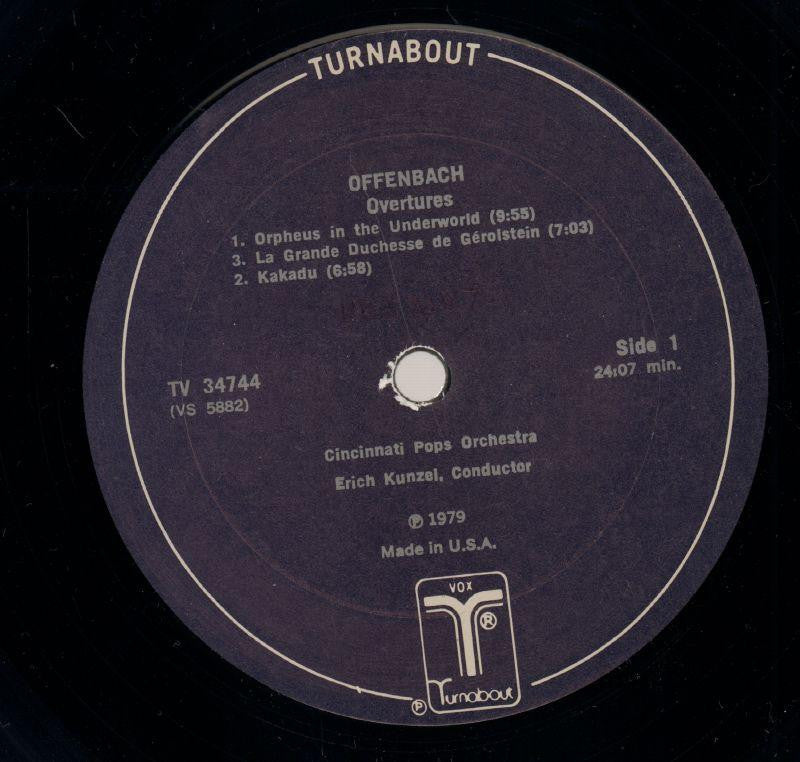 TURNABOUT
OFFENBACH
Overtures
1. Orpheus in the Underworld (9:55)
3. La Grande Duchesse de Gérolstein (7:03)
2. Kakadu (6:58)
Side 1
24:07 min.
TV 34744
(VS 5882)
Cincinnati Pops Orchestra
Erich Kunzel, Conductor
℗ 1979
Made in U.S.A.
VOX
®
Turnabout
℗